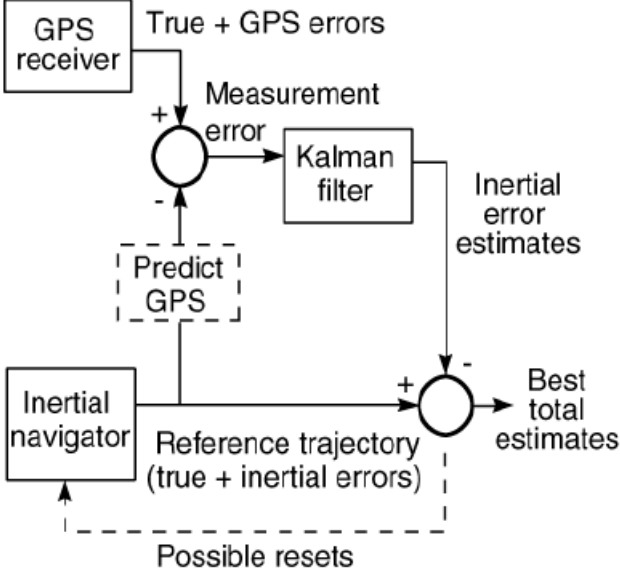 GPS
receiver
True + GPS errors
+
Measurement
error
-
Kalman
filter
Inertial
error
estimates
Predict
GPS
Inertial
navigator
+
-
Best
total
estimates
Reference trajectory
(true + inertial errors)
Possible resets